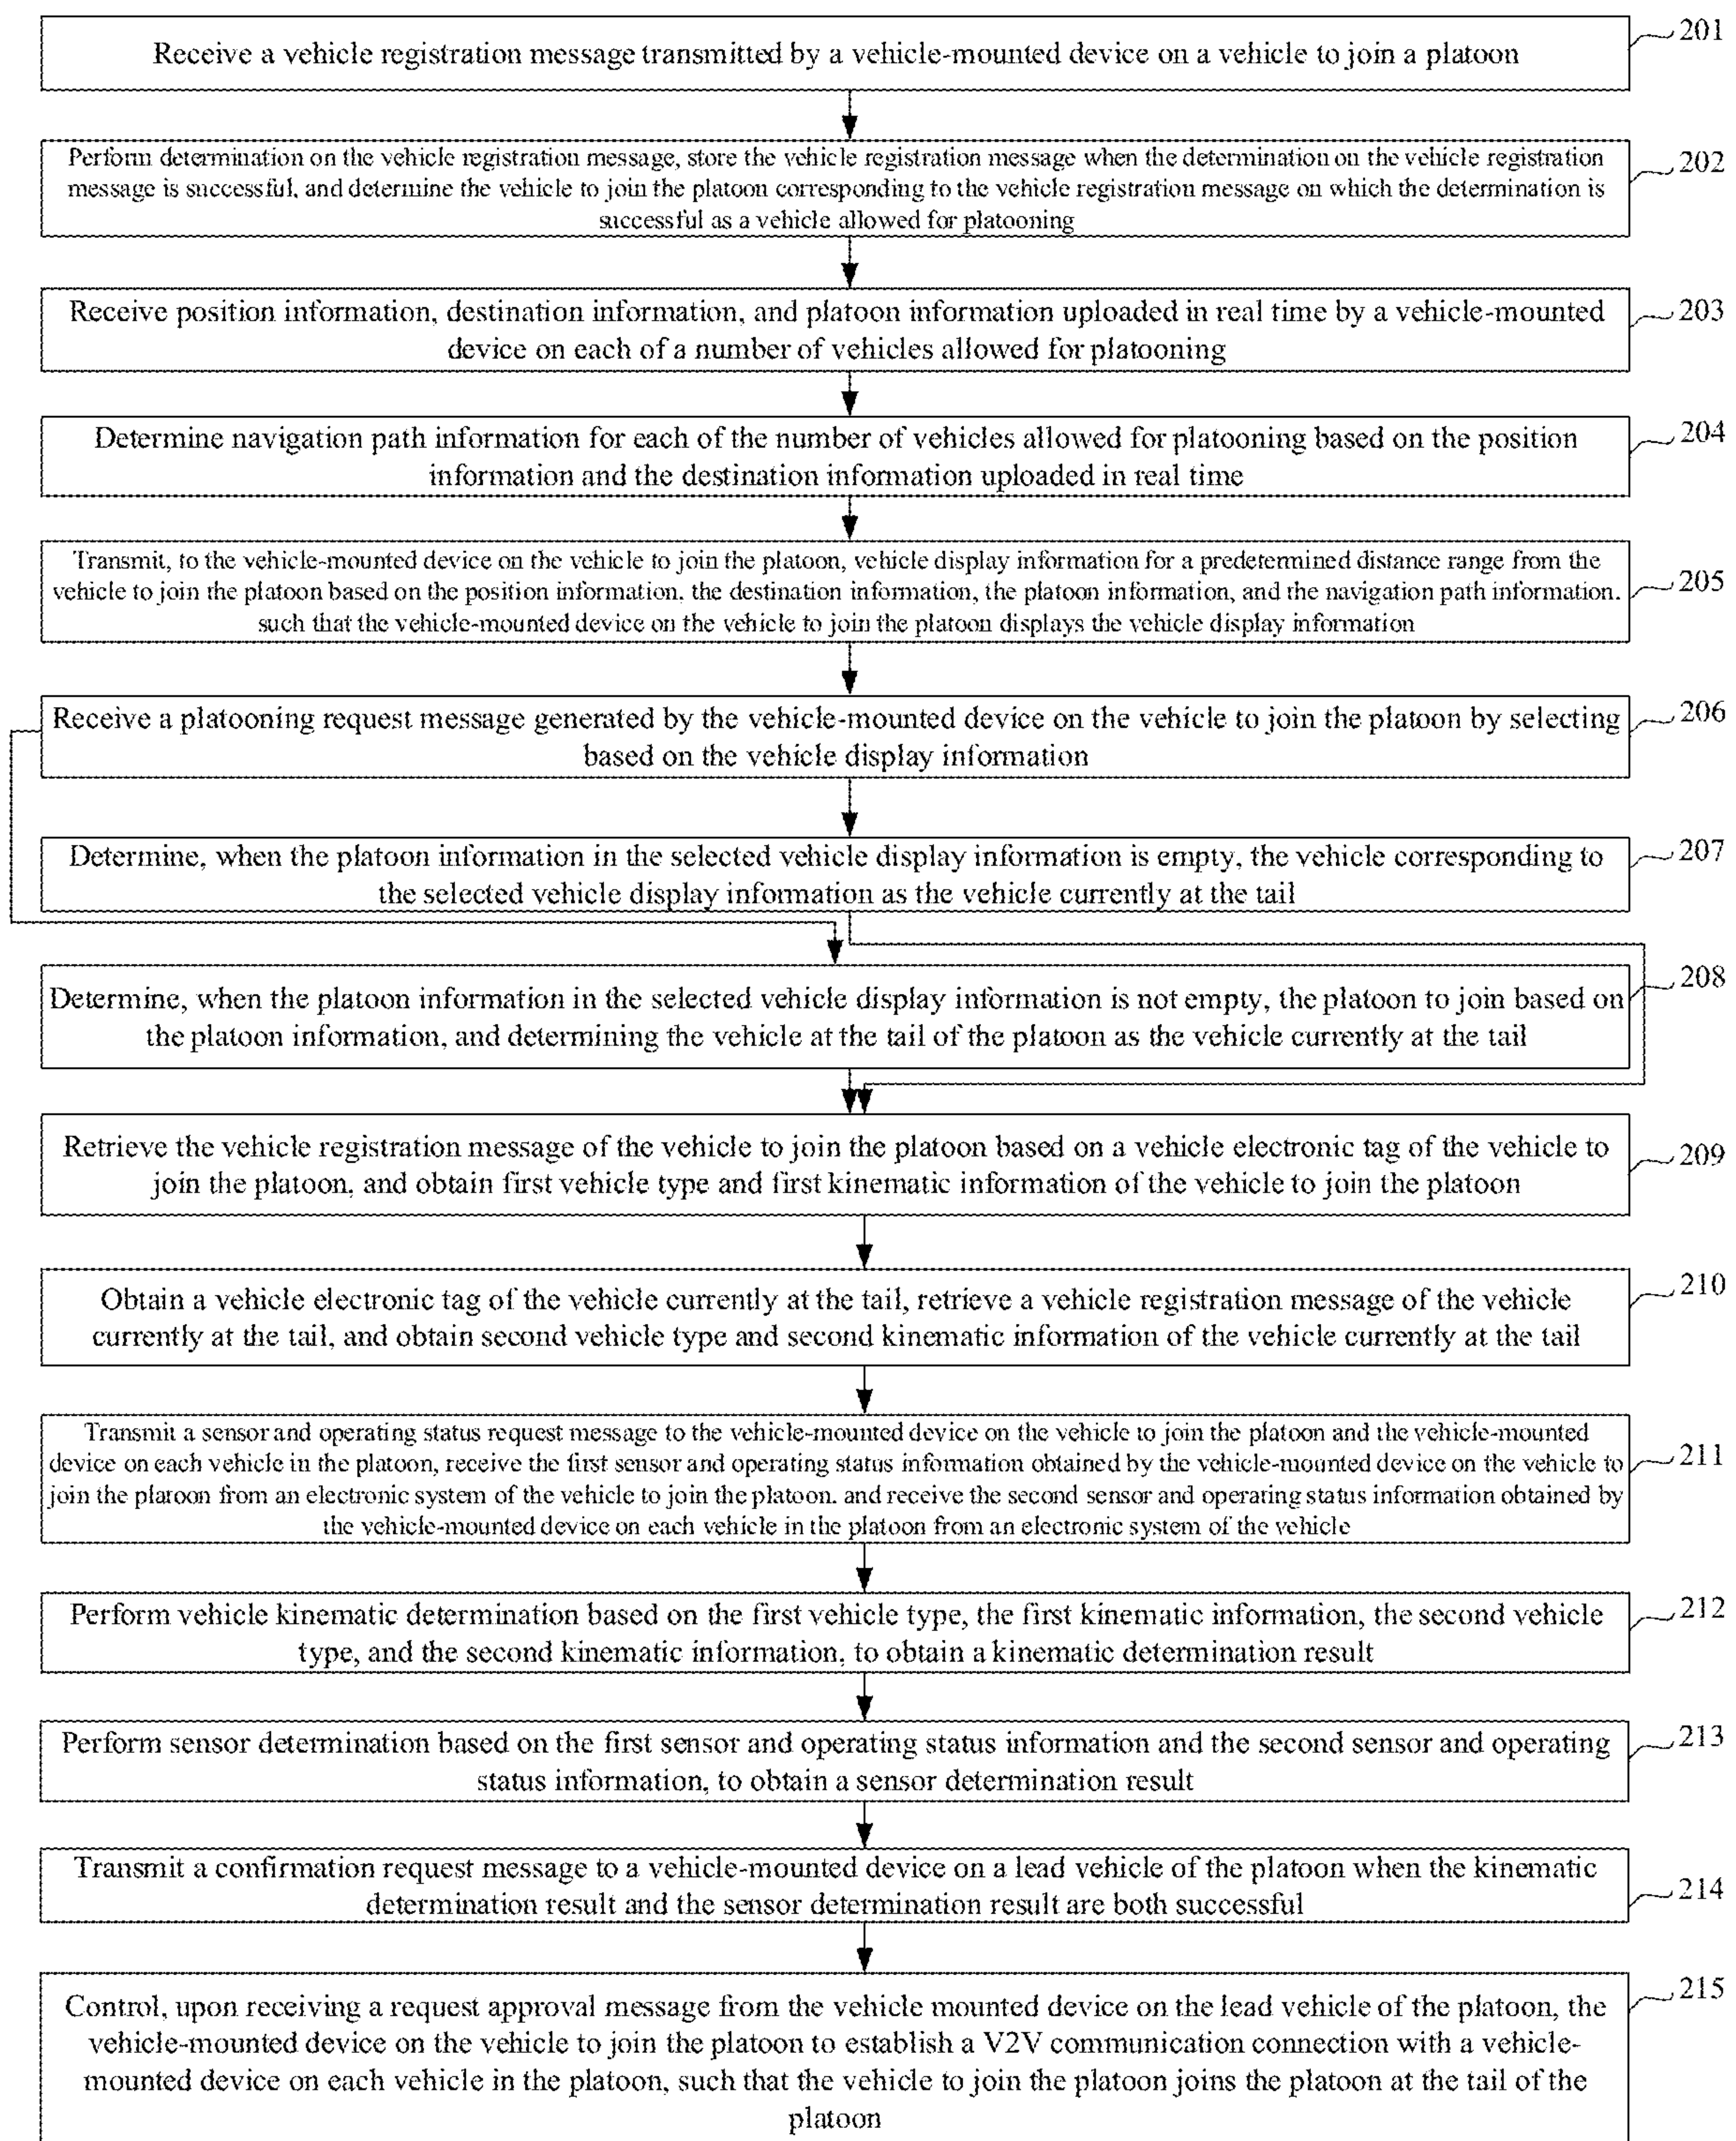 Receive a vehicle registration message transmitted by a vehicle-mounted device on a vehicle to join a platoon
201
Perform determination on the vehicle registration message, store the vehicle registration message when the determination on the vehicle registration
message is successful, and determine the vehicle to join the platoon corresponding to the vehicle registration message on which the determination is
successful as a vehicle allowed for platooning
202
Receive position information, destination information, and platoon information uploaded in real time by a vehicle-mounted
device on each of a number of vehicles allowed for platooning
203
Determine navigation path information for each of the number of vehicles allowed for platooning based on the position
information and the destination information uploaded in real time
204
Transmit, to the vehicle-mounted device on the vehicle to join the platoon, vehicle display information for a predetermined distance range from the
vehicle to join the platoon based on the position information, the destination information, the platoon information, and the navigation path information.
such that the vehicle-mounted device on the vehicle to join the platoon displays the vehicle display information
205
Receive a platooning request message generated by the vehicle-mounted device on the vehicle to join the platoon by selecting
based on the vehicle display information
206
Determine, when the platoon information in the selected vehicle display information is empty, the vehicle corresponding to
the selected vehicle display information as the vehicle currently at the tail
207
Determine, when the platoon information in the selected vehicle display information is not empty, the platoon to join based on
the platoon information, and determining the vehicle at the tail of the platoon as the vehicle currently at the tail
208
Retrieve the vehicle registration message of the vehicle to join the platoon based on a vehicle electronic tag of the vehicle to
join the platoon, and obtain first vehicle type and first kinematic information of the vehicle to join the platoon
209
Obtain a vehicle electronic tag of the vehicle currently at the tail, retrieve a vehicle registration message of the vehicle
currently at the tail, and obtain second vehicle type and second kinematic information of the vehicle currently at the tail
210
Transmit a sensor and operating status request message to the vehicle-mounted device on the vehicle to join the platoon and the vehicle-mounted
device on each vehicle in the platoon, receive the first sensor and operating status information obtained by the vehicle-mounted device on the vehicle to
join the platoon from an electronic system of the vehicle to join the platoon. and receive the second sensor and operating status information obtained by
the vehicle-mounted device on each vehicle in the platoon from an electronic system of the vehicle
211
Perform vehicle kinematic determination based on the first vehicle type, the first kinematic information, the second vehicle
type, and the second kinematic information, to obtain a kinematic determination result
212
Perform sensor determination based on the first sensor and operating status information and the second sensor and operating
status information, to obtain a sensor determination result
213
Transmit a confirmation request message to a vehicle-mounted device on a lead vehicle of the platoon when the kinematic
determination result and the sensor determination result are both successful
214
Control, upon receiving a request approval message from the vehicle mounted device on the lead vehicle of the platoon, the
vehicle-mounted device on the vehicle to join the platoon to establish a V2V communication connection with a vehicle-
mounted device on each vehicle in the platoon, such that the vehicle to join the platoon joins the platoon at the tail of the
platoon
215